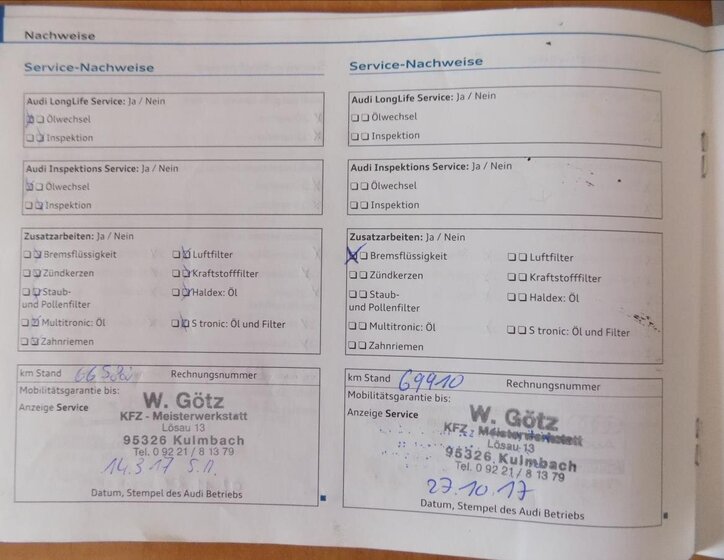 Nachweise
Service-Nachweise
Audi LongLife Service: Ja / Nein
Ölwechsel
Inspektion
Audi Inspektions Service: Ja / Nein
Ölwechsel
Inspektion
Zusatzarbeiten: Ja / Nein
Bremsflüssigkeit Luftfilter
Zündkerzen Kraftstofffilter
Staub- Haldex: Öl
und Pollenfilter
Multitronic: Öl S tronic: Öl und Filter
Zahnriemen
km Stand Rechnungsnummer
Mobilitätsgarantie bis:
Anzeige Service
W. Götz
KFZ - Meisterwerkstatt
Lösau 13
95326 Kulmbach
Tel. 0 92 21 / 8 13 79
14.3.17
Datum, Stempel des Audi Betriebs
Service-Nachweise
Audi LongLife Service: Ja / Nein
Ölwechsel
Inspektion
Audi Inspektions Service: Ja / Nein
Ölwechsel
Inspektion
Zusatzarbeiten: Ja / Nein
Bremsflüssigkeit Luftfilter
Zündkerzen Kraftstofffilter
Staub- Haldex: Öl
und Pollenfilter
Multitronic: Öl S tronic: Öl und Filter
Zahnriemen
km Stand 69910 Rechnungsnummer
Mobilitätsgarantie bis:
Anzeige Service
W. Götz
KFZ - Meisterwerkstatt
Lösau 13
95326 Kulmbach
Tel. 0 92 21 / 8 13 79
27.10.17
Datum, Stempel des Audi Betriebs